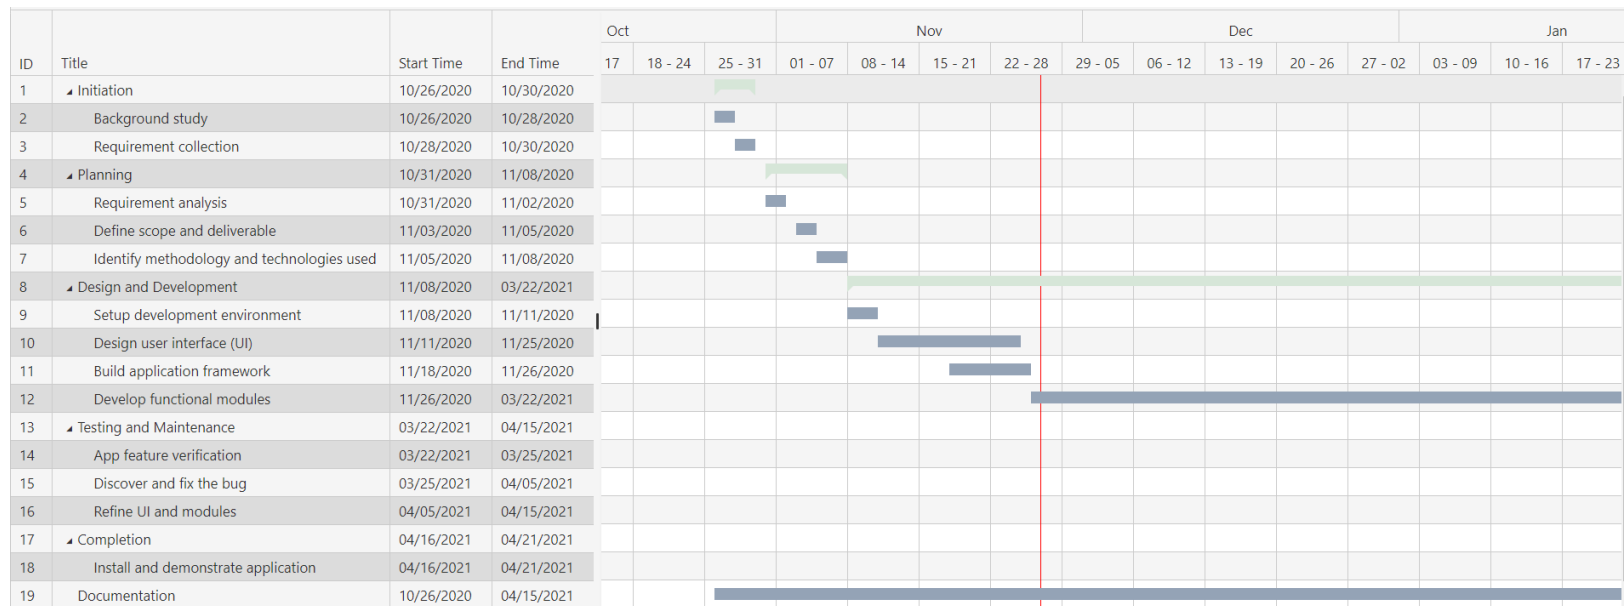 Oct Nov Dec Jan
ID Title Start Time End Time 17 18 - 24 25 - 31 01 - 07 08 - 14 15 - 21 22 - 28 29 - 05 06 - 12 13 - 19 20 - 26 27 - 02 03 - 09 10 - 16 17 - 23
1 Initiation 10/26/2020 10/30/2020
2 Background study 10/26/2020 10/28/2020
3 Requirement collection 10/28/2020 10/30/2020
4 Planning 10/31/2020 11/08/2020
5 Requirement analysis 10/31/2020 11/02/2020
6 Define scope and deliverable 11/03/2020 11/05/2020
7 Identify methodology and technologies used 11/05/2020 11/08/2020
8 Design and Development 11/08/2020 03/22/2021
9 Setup development environment 11/08/2020 11/11/2020
10 Design user interface (UI) 11/11/2020 11/25/2020
11 Build application framework 11/18/2020 11/26/2020
12 Develop functional modules 11/26/2020 03/22/2021
13 Testing and Maintenance 03/22/2021 04/15/2021
14 App feature verification 03/22/2021 03/25/2021
15 Discover and fix the bug 03/25/2021 04/05/2021
16 Refine UI and modules 04/05/2021 04/15/2021
17 Completion 04/16/2021 04/21/2021
18 Install and demonstrate application 04/16/2021 04/21/2021
19 Documentation 10/26/2020 04/15/2021